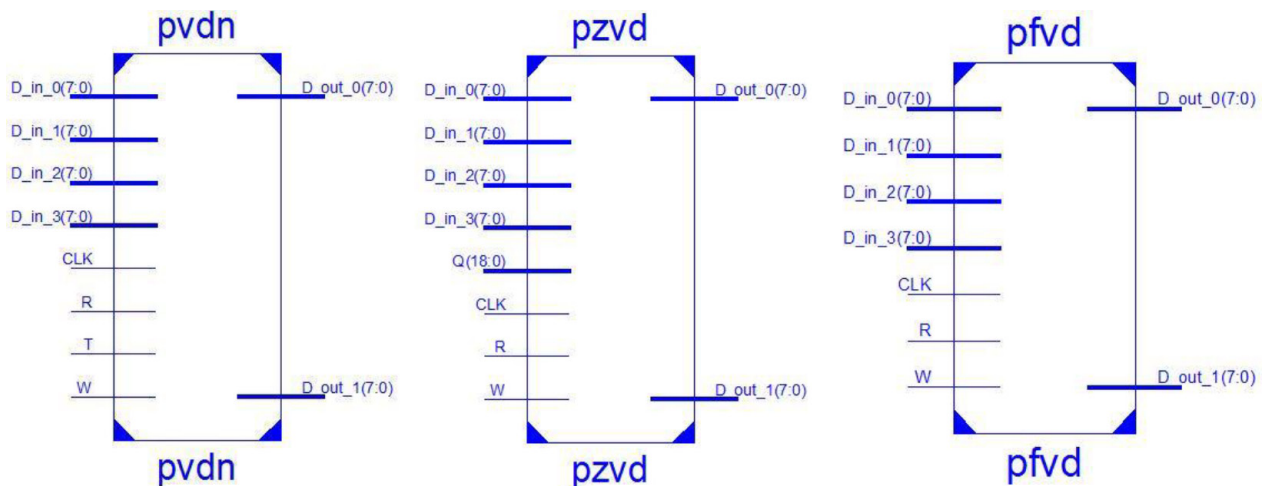 pvdn
D_in_0(7:0)
D_out_0(7:0)
D_in_1(7:0)
D_in_2(7:0)
D_in_3(7:0)
CLK
R
T
W
D_out_1(7:0)
pvdn
pzvd
D_in_0(7:0)
D_out_0(7:0)
D_in_1(7:0)
D_in_2(7:0)
D_in_3(7:0)
Q(18:0)
CLK
R
W
D_out_1(7:0)
pzvd
pfvd
D_in_0(7:0)
D_out_0(7:0)
D_in_1(7:0)
D_in_2(7:0)
D_in_3(7:0)
CLK
R
W
D_out_1(7:0)
pfvd